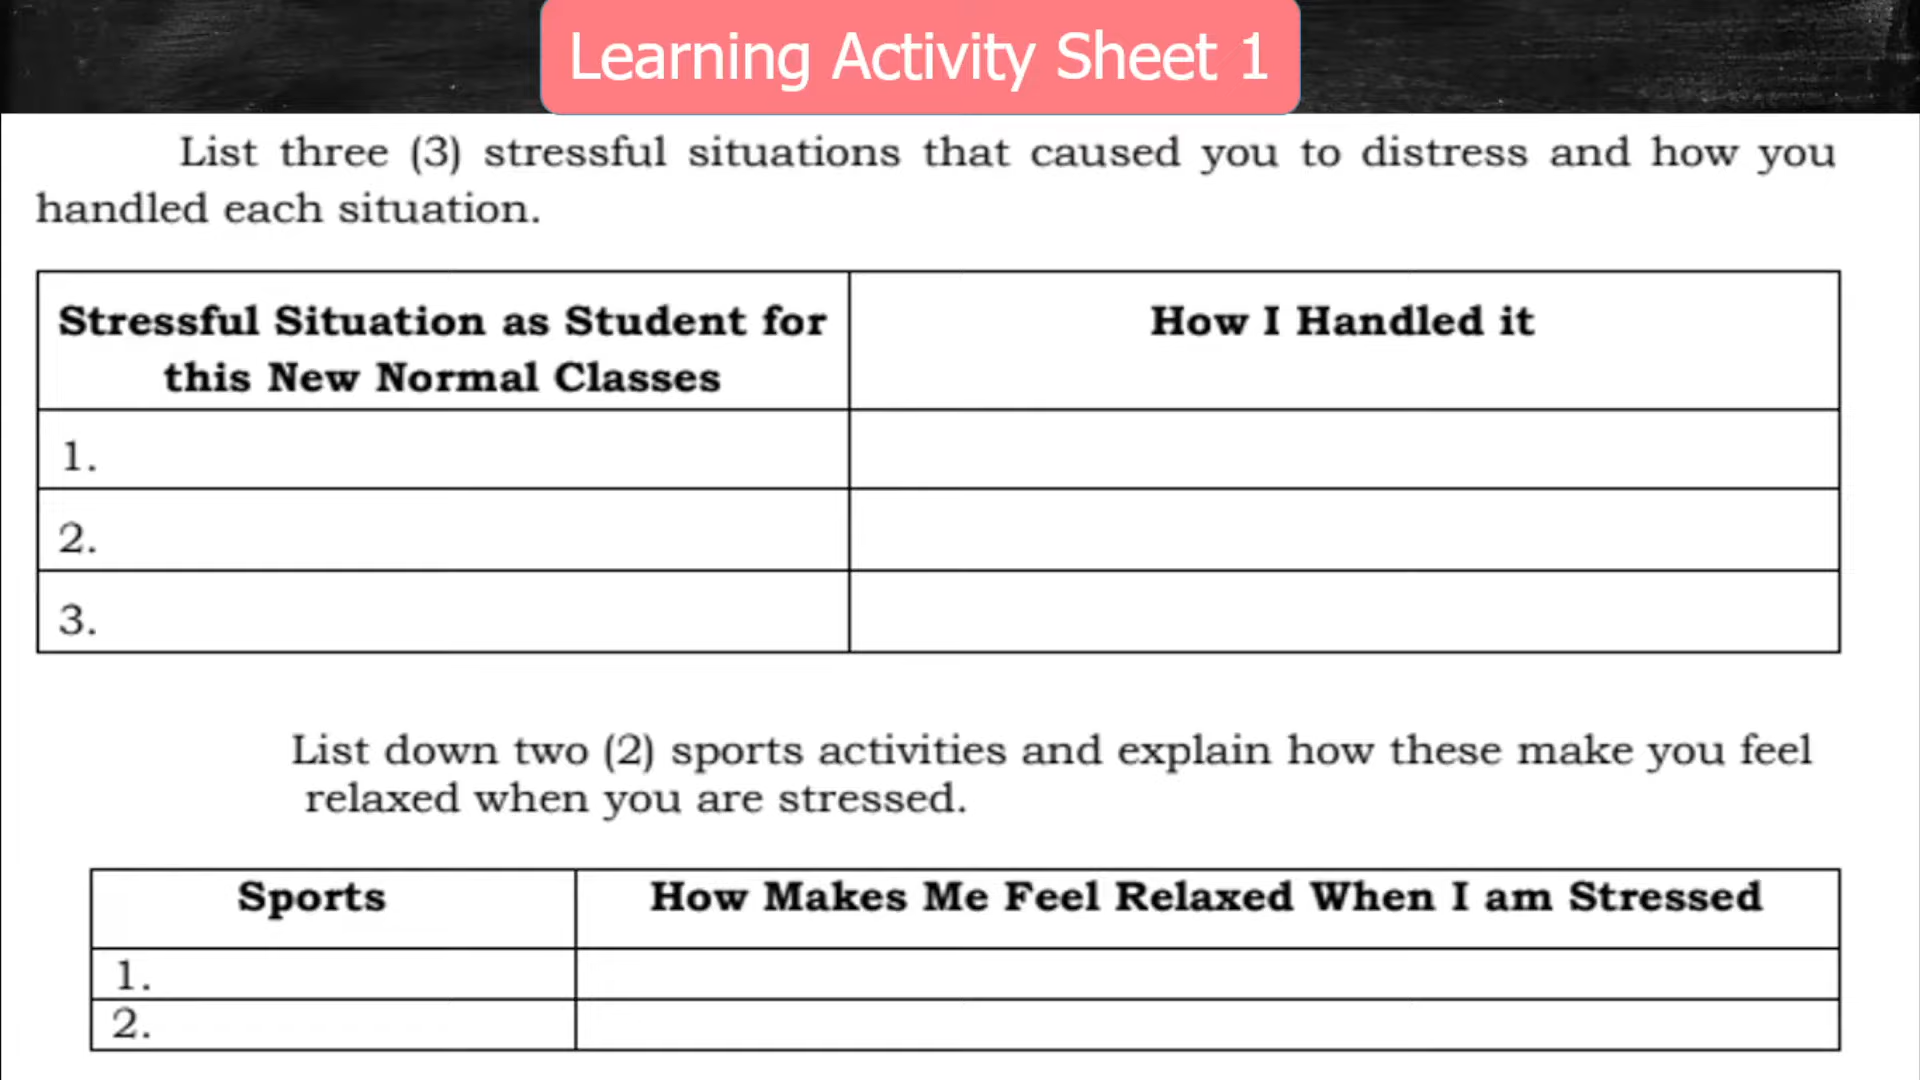 Learning Activity Sheet 1
List three (3) stressful situations that caused you to distress and how you
handled each situation.
Stressful Situation as Student for
this New Normal Classes
How I Handled it
1.
2.
3.
List down two (2) sports activities and explain how these make you feel
relaxed when you are stressed.
Sports
How Makes Me Feel Relaxed When I am Stressed
1.
2.